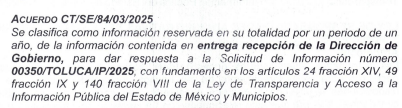 ACUERDO CT/SE/84/03/2025
Se clasifica como información reservada en su totalidad por un periodo de un
año, de la información contenida en entrega recepción de la Dirección de
Gobierno, para dar respuesta a la Solicitud de Información número
00350/TOLUCA/IP/2025, con fundamento en los artículos 24 fracción XIV, 49
fracción IX y 140 fracción VIII de la Ley de Transparencia y Acceso a la
Información Pública del Estado de México y Municipios.